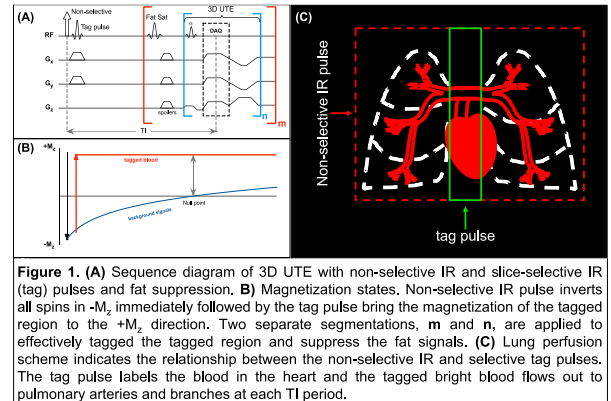 (A)
Non-selective
Tag pulse
Fat Sat
3D UTE
α
DAQ
RF
Gx
Gy
Gz
spoilers
n
m
TI
(B)
+Mz
tagged blood
Null point
background signals
-Mz
(C)
Non-selective IR pulse
tag pulse
Figure 1. (A) Sequence diagram of 3D UTE with non-selective IR and slice-selective IR
(tag) pulses and fat suppression. B) Magnetization states. Non-selective IR pulse inverts
all spins in -Mz immediately followed by the tag pulse bring the magnetization of the tagged
region to the +Mz direction. Two separate segmentations, m and n, are applied to
effectively tagged the tagged region and suppress the fat signals. (C) Lung perfusion
scheme indicates the relationship between the non-selective IR and selective tag pulses.
The tag pulse labels the blood in the heart and the tagged bright blood flows out to
pulmonary arteries and branches at each TI period.